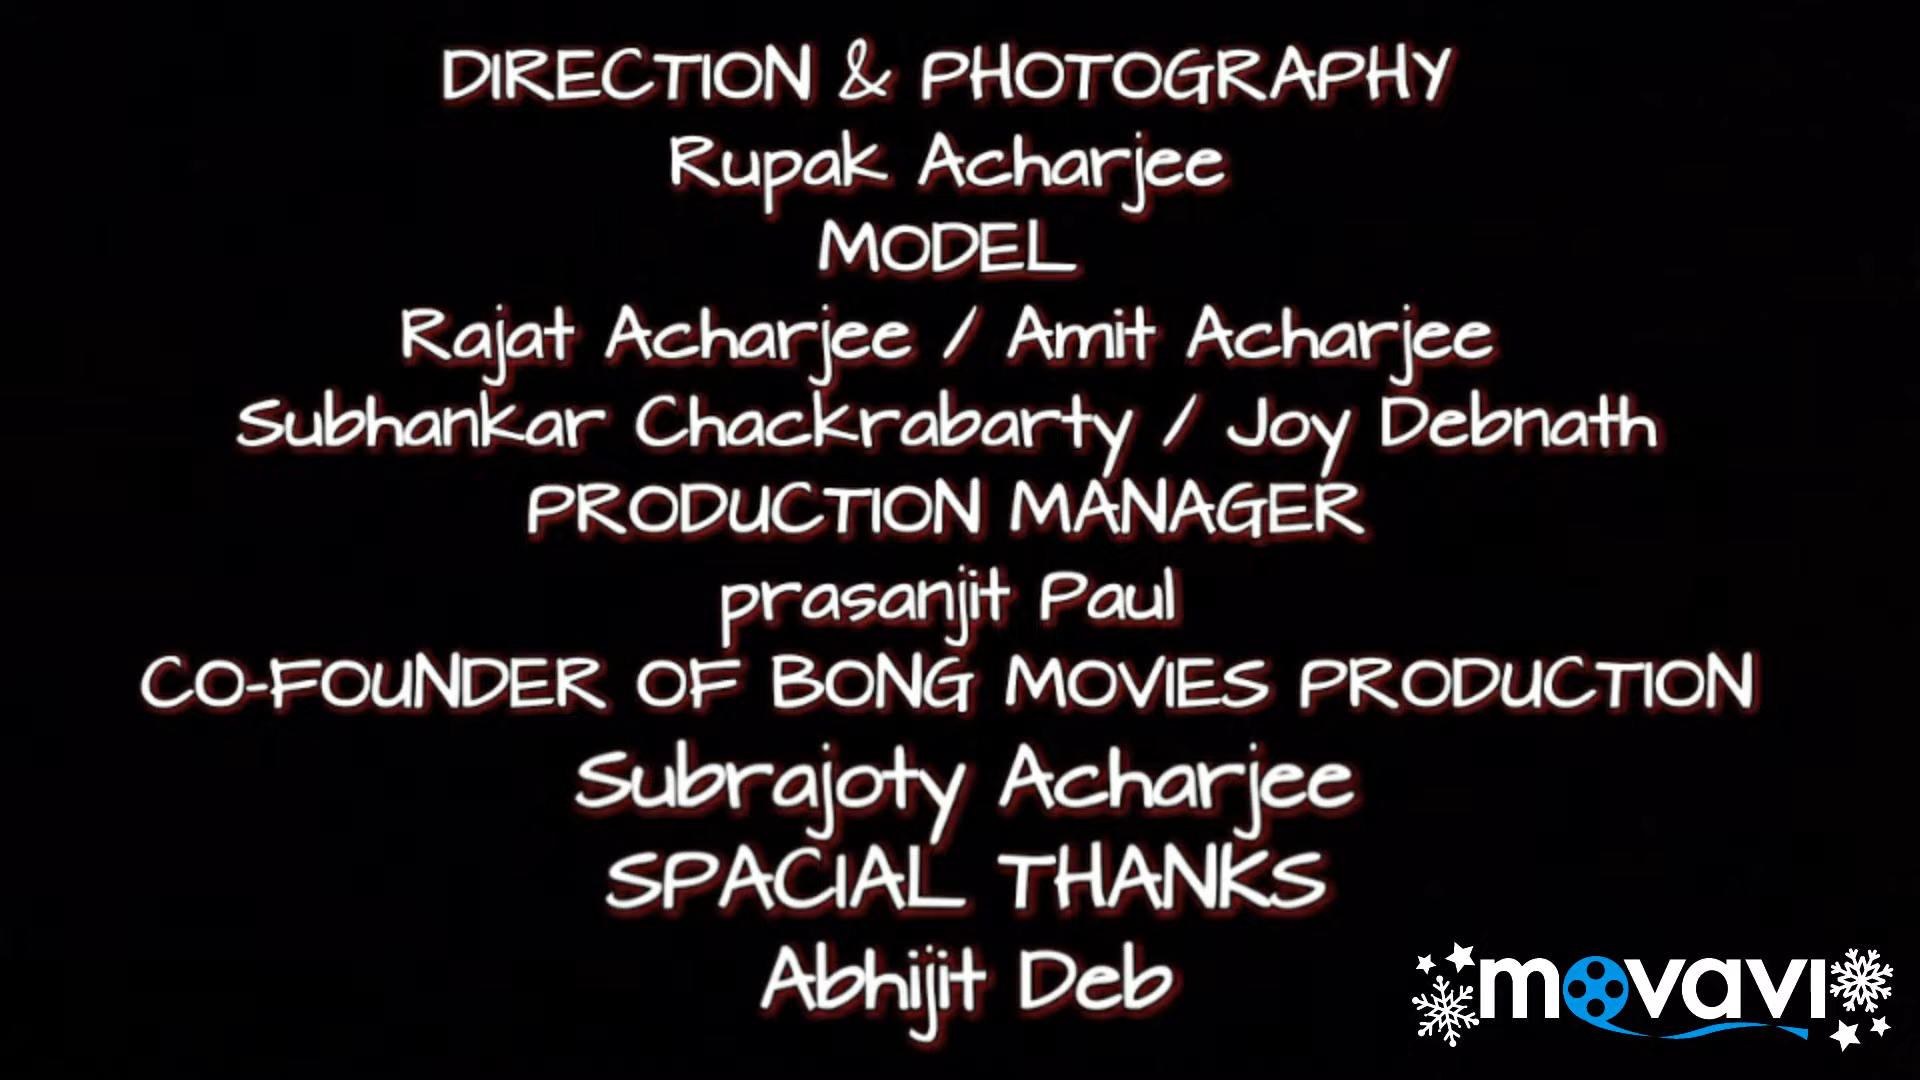 DIRECTION & PHOTOGRAPHY
Rupak Acharjee
MODEL
Rajat Acharjee / Amit Acharjee
Subhankar Chackrabarty / Joy Debnath
PRODUCTION MANAGER
prasanjit Paul
CO-FOUNDER OF BONG MOVIES PRODUCTION
Subrajoty Acharjee
SPACIAL THANKS
Abhijit Deb
movavi